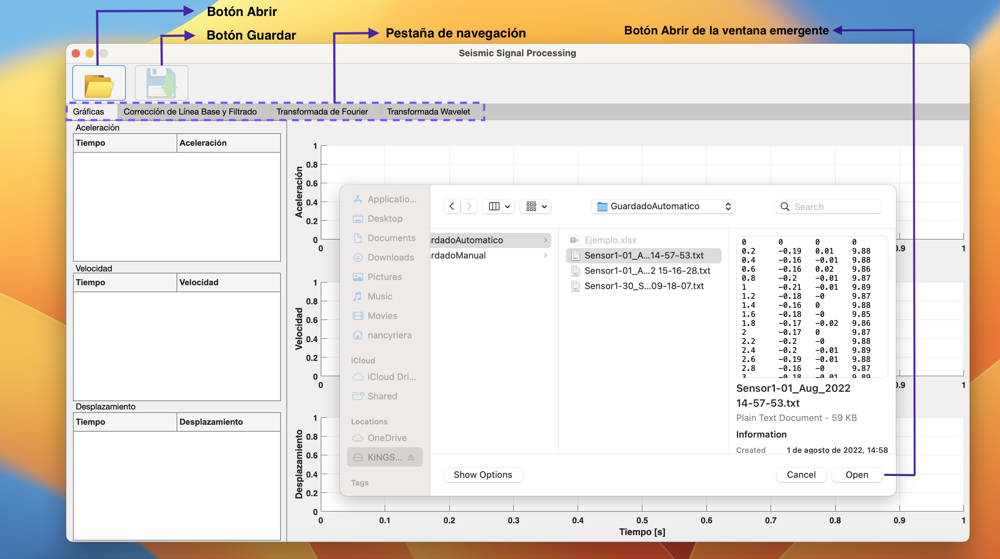 Botón Abrir
Botón Guardar
Pestaña de navegación
Botón Abrir de la ventana emergente
Seismic Signal Processing
Gráficas
Corrección de Línea Base y Filtrado
Transformada de Fourier
Transformada Wavelet
Aceleración
Tiempo Aceleración
Velocidad
Tiempo Velocidad
Desplazamiento
Tiempo Desplazamiento
Aceleración
1
0.8
0.6
0.4
0.2
0
0 0.9 1
Velocidad
1
0.8
0.6
0.4
0.2
0
0 0.9 1
Desplazamiento
1
0.8
0.6
0.4
0.2
0
0 0.1 0.2 0.3 0.4 0.5 0.6 0.7 0.8 0.9 1
Tiempo [s]
Applicatio...
Desktop
Documents
Downloads
Pictures
Music
Movies
nancyriera
iCloud
iCloud Dri...
Shared
Locations
OneDrive
KINGS...
Tags
GuardadoAutomatico
Search
rdadoAutomatico
rdadoManual
Ejemplo.xlsx
Sensor1-01_A...14-57-53.txt
Sensor1-01_A...2 15-16-28.txt
Sensor1-30_S...09-18-07.txt
0 0 0 0
0.2 -0.19 0.01 9.88
0.4 -0.16 -0.01 9.88
0.6 -0.16 0.02 9.86
0.8 -0.2 -0.01 9.87
1 -0.21 -0.01 9.89
1.2 -0.18 -0 9.87
1.4 -0.16 0 9.88
1.6 -0.18 -0 9.85
1.8 -0.17 -0.02 9.86
2 -0.17 0 9.87
2.2 -0.2 -0 9.88
2.4 -0.2 -0.01 9.89
2.6 -0.19 -0.01 9.88
2.8 -0.16 -0 9.87
3 -0.18 -0.01 9.89
Sensor1-01_Aug_2022
14-57-53.txt
Plain Text Document - 59 KB
Information
Created 1 de agosto de 2022, 14:58
Show Options
Cancel
Open